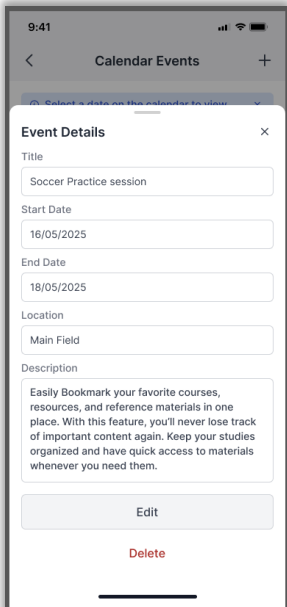 9:41
Calendar Events
Select a date on the calendar to view
Event Details
Title
Soccer Practice session
Start Date
16/05/2025
End Date
18/05/2025
Location
Main Field
Description
Easily Bookmark your favorite courses,
resources, and reference materials in one
place. With this feature, you'll never lose track
of important content again. Keep your studies
organized and have quick access to materials
whenever you need them.
Edit
Delete